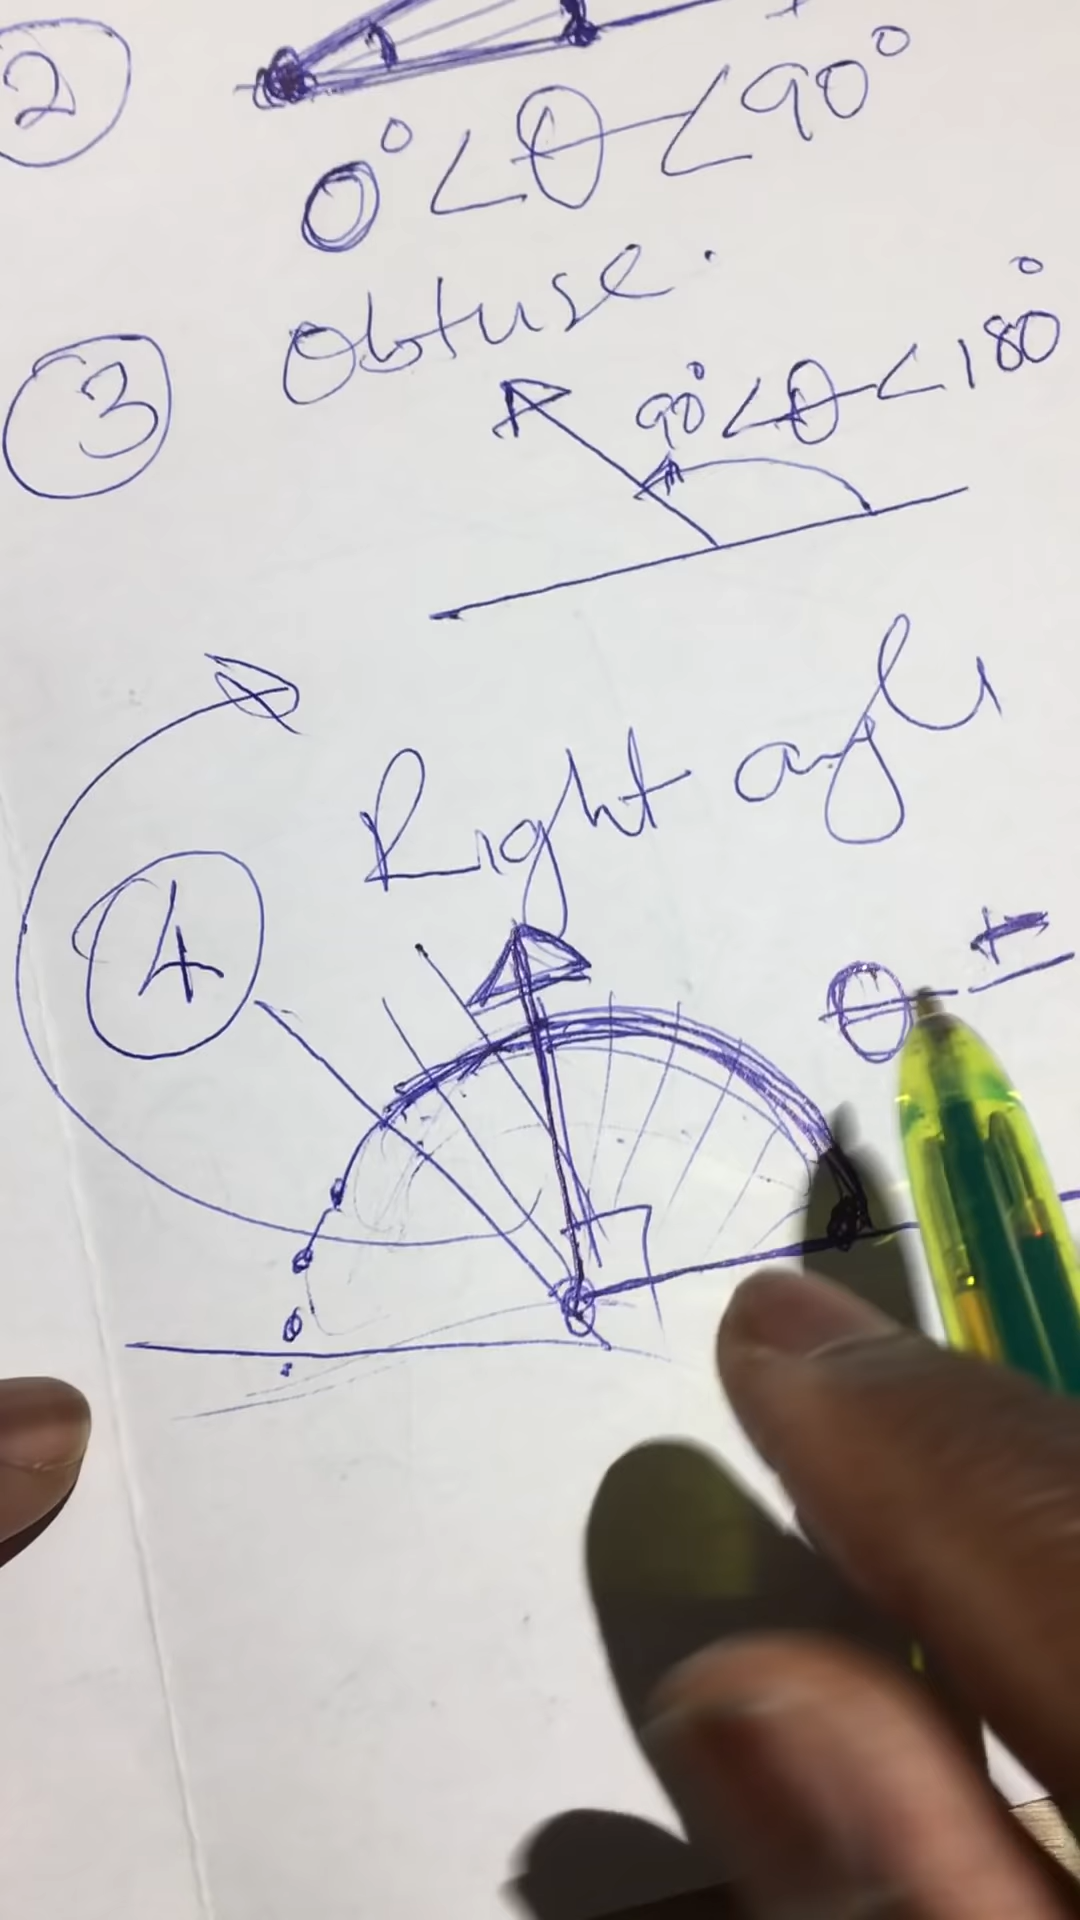 2
0° < θ < 90°
Obtuse.
3
90° < θ < 180°
Right angle
4
θ